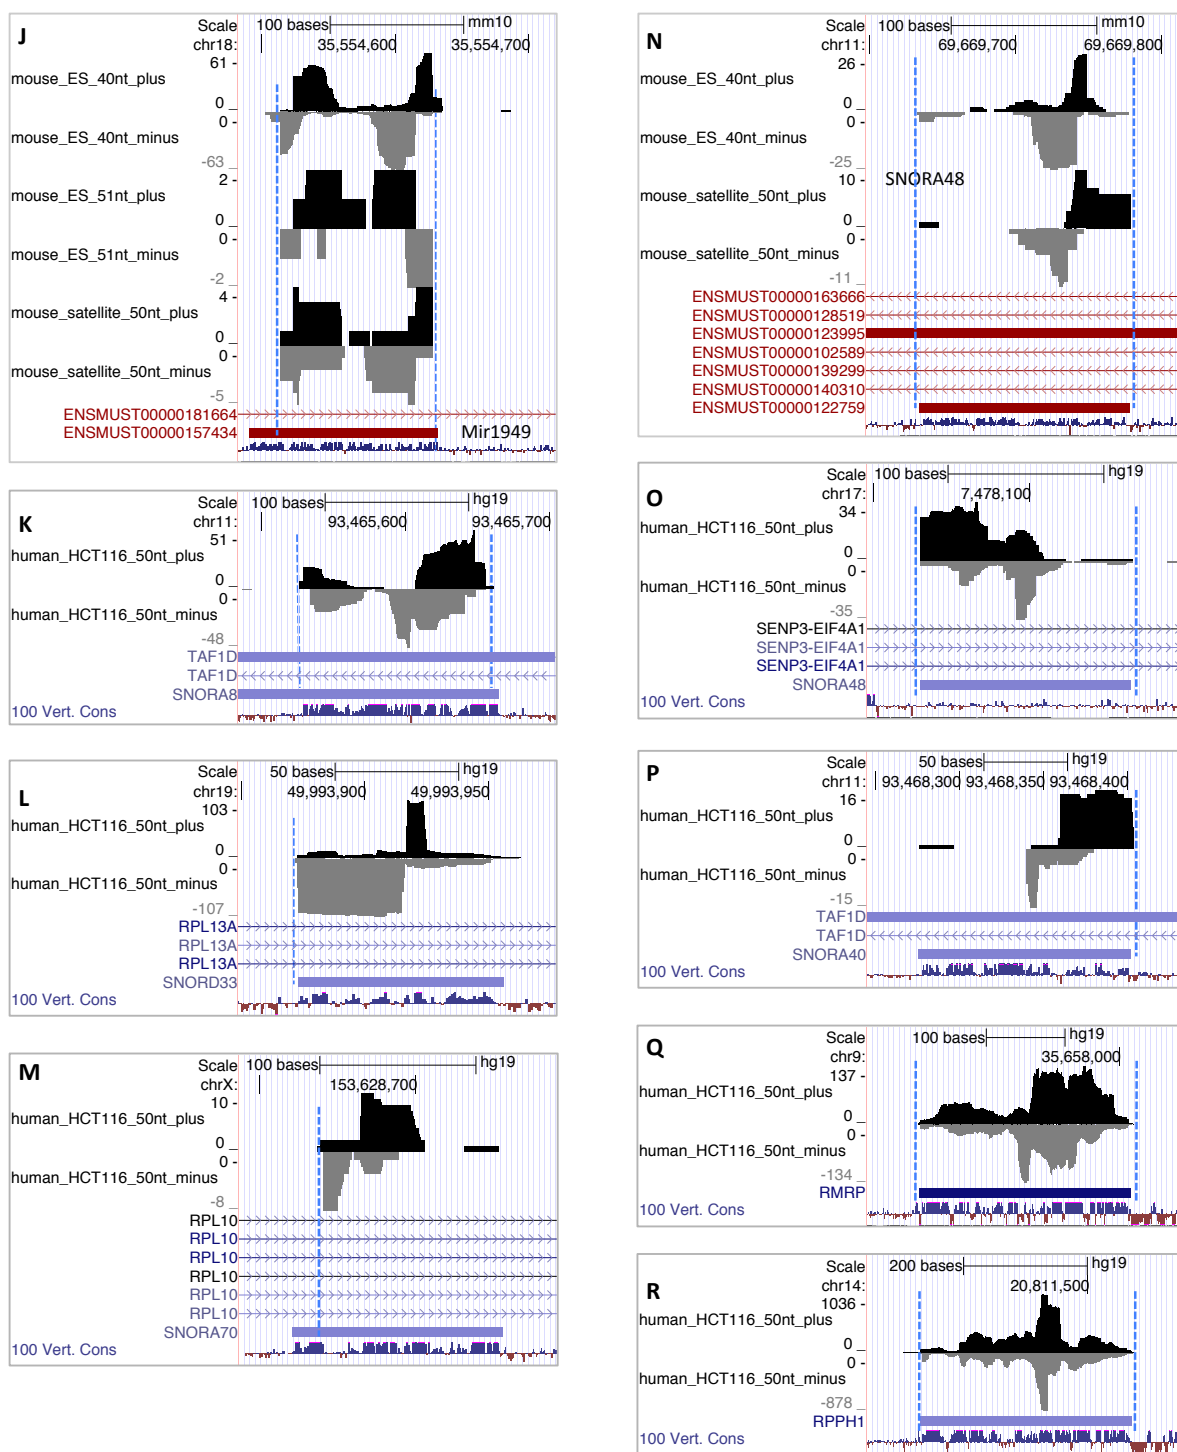 J
Scale 100 bases mm10
chr18: 35,554,600 35,554,700
61 -
mouse_ES_40nt_plus
0 _
0 -
mouse_ES_40nt_minus
-63 _
2 -
mouse_ES_51nt_plus
0 _
0 -
mouse_ES_51nt_minus
-2 _
4 -
mouse_satellite_50nt_plus
0 _
0 -
mouse_satellite_50nt_minus
-5 _
ENSMUST00000181664
ENSMUST00000157434 Mir1949
K
Scale 100 bases hg19
chr11: 93,465,600 93,465,700
51 -
human_HCT116_50nt_plus
0 _
0 -
human_HCT116_50nt_minus
-48 _
TAF1D
TAF1D
SNORA8
100 Vert. Cons
L
Scale 50 bases hg19
chr19: 49,993,900 49,993,950
103 -
human_HCT116_50nt_plus
0 _
0 -
human_HCT116_50nt_minus
-107 _
RPL13A
RPL13A
RPL13A
SNORD33
100 Vert. Cons
M
Scale 100 bases hg19
chrX: 153,628,700
10 -
human_HCT116_50nt_plus
0 _
0 -
human_HCT116_50nt_minus
-8 _
RPL10
RPL10
RPL10
RPL10
RPL10
RPL10
SNORA70
100 Vert. Cons
N
Scale 100 bases mm10
chr11: 69,669,700 69,669,800
26 -
mouse_ES_40nt_plus
0 _
0 -
mouse_ES_40nt_minus
-25 _
SNORA48
10 -
mouse_satellite_50nt_plus
0 _
0 -
mouse_satellite_50nt_minus
-11 _
ENSMUST00000163666
ENSMUST00000128519
ENSMUST00000123995
ENSMUST00000102589
ENSMUST00000139299
ENSMUST00000140310
ENSMUST00000122759
O
Scale 100 bases hg19
chr17: 7,478,100
34 -
human_HCT116_50nt_plus
0 _
0 -
human_HCT116_50nt_minus
-35 _
SENP3-EIF4A1
SENP3-EIF4A1
SENP3-EIF4A1
SNORA48
100 Vert. Cons
P
Scale 50 bases hg19
chr11: 93,468,300 93,468,350 93,468,400
16 -
human_HCT116_50nt_plus
0 _
0 -
human_HCT116_50nt_minus
-15 _
TAF1D
TAF1D
SNORA40
100 Vert. Cons
Q
Scale 100 bases hg19
chr9: 35,658,000
137 -
human_HCT116_50nt_plus
0 _
0 -
human_HCT116_50nt_minus
-134 _
RMRP
100 Vert. Cons
R
Scale 200 bases hg19
chr14: 20,811,500
1036 -
human_HCT116_50nt_plus
0 _
0 -
human_HCT116_50nt_minus
-878 _
RPPH1
100 Vert. Cons